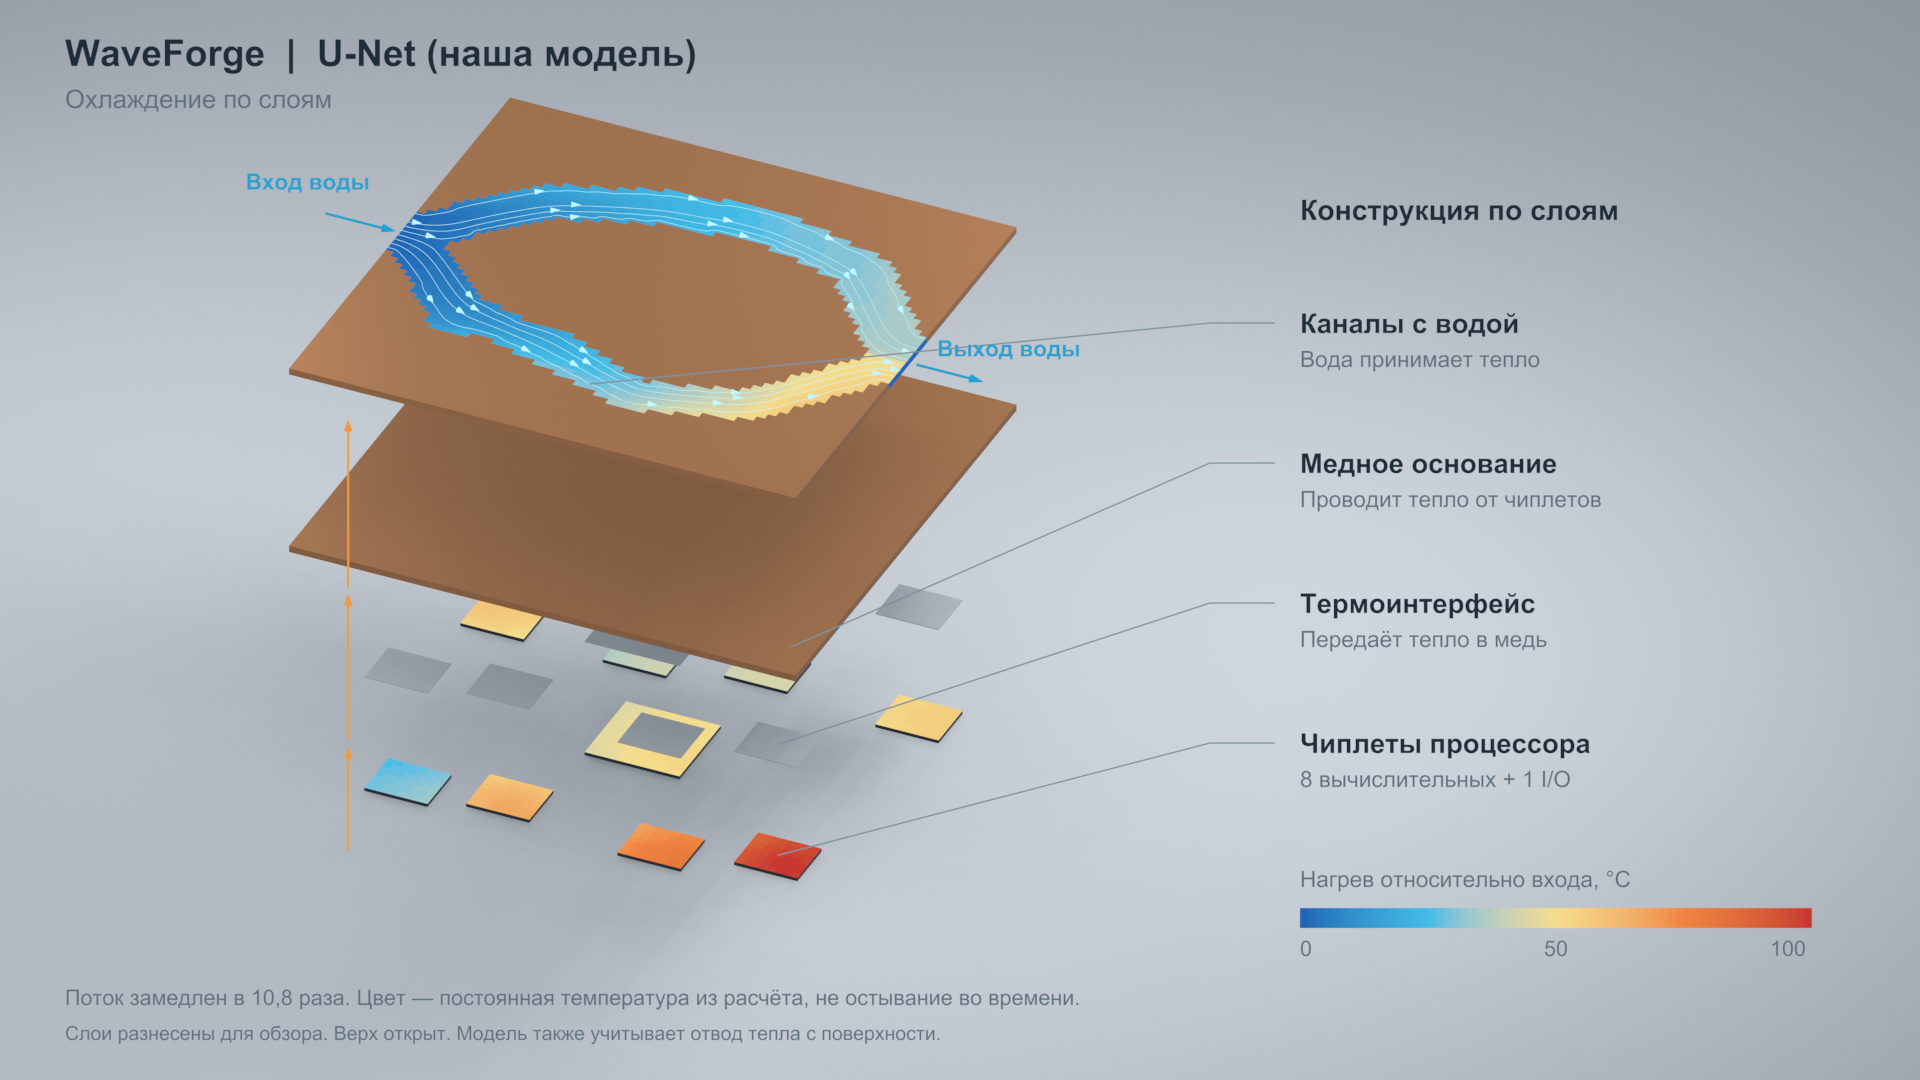 WaveForge | U-Net (наша модель)
Охлаждение по слоям
Вход воды
Выход воды
Конструкция по слоям
Каналы с водой
Вода принимает тепло
Медное основание
Проводит тепло от чиплетов
Термоинтерфейс
Передаёт тепло в медь
Чиплеты процессора
8 вычислительных + 1 I/O
Нагрев относительно входа, °C
0 50 100
Поток замедлен в 10,8 раза. Цвет — постоянная температура из расчёта, не остывание во времени.
Слои разнесены для обзора. Верх открыт. Модель также учитывает отвод тепла с поверхности.